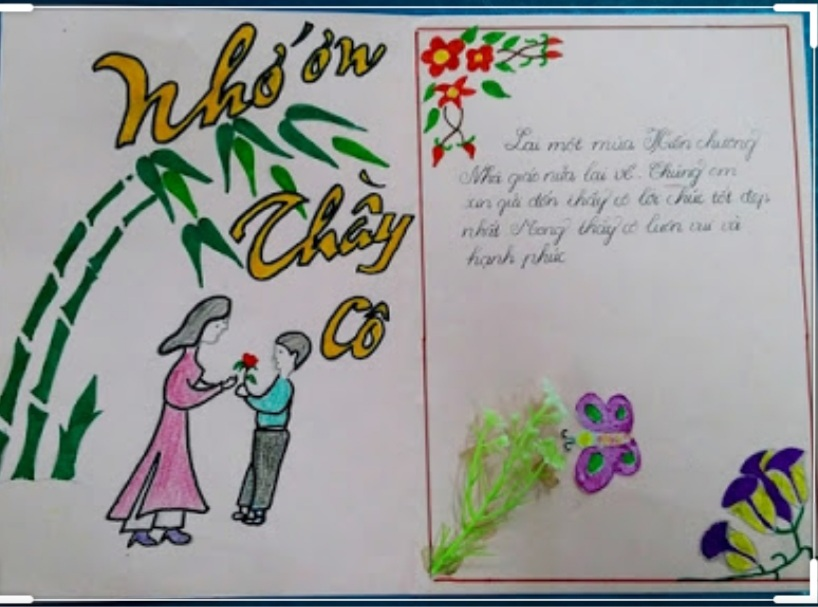 Nhớ ơn
Thầy
Cô
Lại một mùa Hiến chương
Nhà giáo nữa lại về. Chúng em
xin gửi đến thầy cô lời chúc tốt đẹp
nhất. Mong thầy cô luôn vui và
hạnh phúc